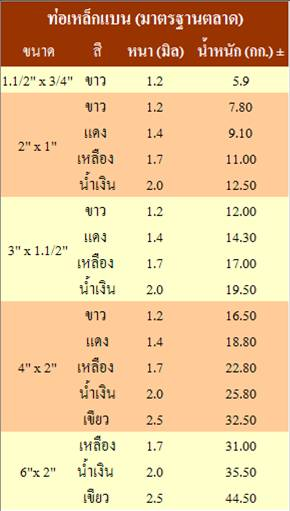 ท่อเหล็กแบน (มาตรฐานตลาด)
ขนาด สี หนา (มิล) น้ำหนัก (กก.) ±
1.1/2" x 3/4" ขาว 1.2 5.9
ขาว 1.2 7.80
แดง 1.4 9.10
2" x 1"
เหลือง 1.7 11.00
น้ำเงิน 2.0 12.50
ขาว 1.2 12.00
แดง 1.4 14.30
3" x 1.1/2"
เหลือง 1.7 17.00
น้ำเงิน 2.0 19.50
ขาว 1.2 16.50
แดง 1.4 18.80
4" x 2" เหลือง 1.7 22.80
น้ำเงิน 2.0 25.80
เขียว 2.5 32.50
เหลือง 1.7 31.00
6"x 2" น้ำเงิน 2.0 35.50
เขียว 2.5 44.50